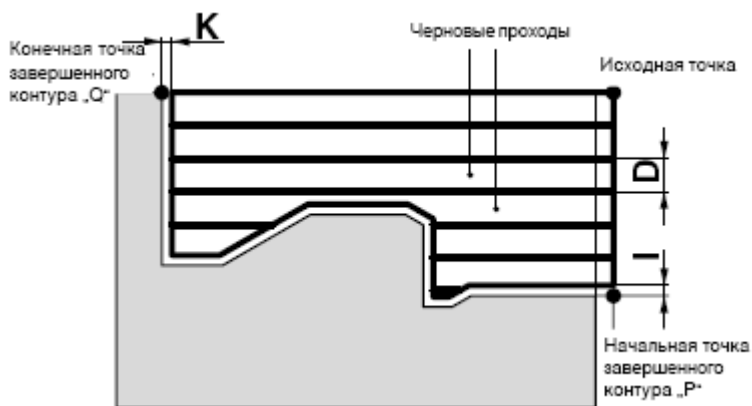 K
Черновые проходы
Конечная точка
завершенного
контура „Q“
Исходная точка
D
I
Начальная точка
завершенного
контура „P“